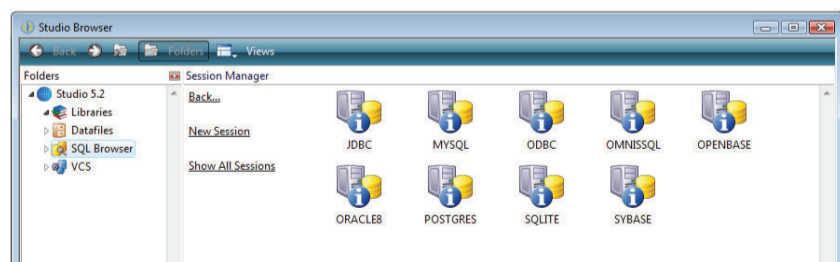 Studio Browser
Back Folders Views
Folders Session Manager
Studio 5.2
Libraries
Datafiles
SQL Browser
VCS
Back...
New Session
Show All Sessions
JDBC MYSQL ODBC OMNISSQL OPENBASE
ORACLE8 POSTGRES SQLITE SYBASE